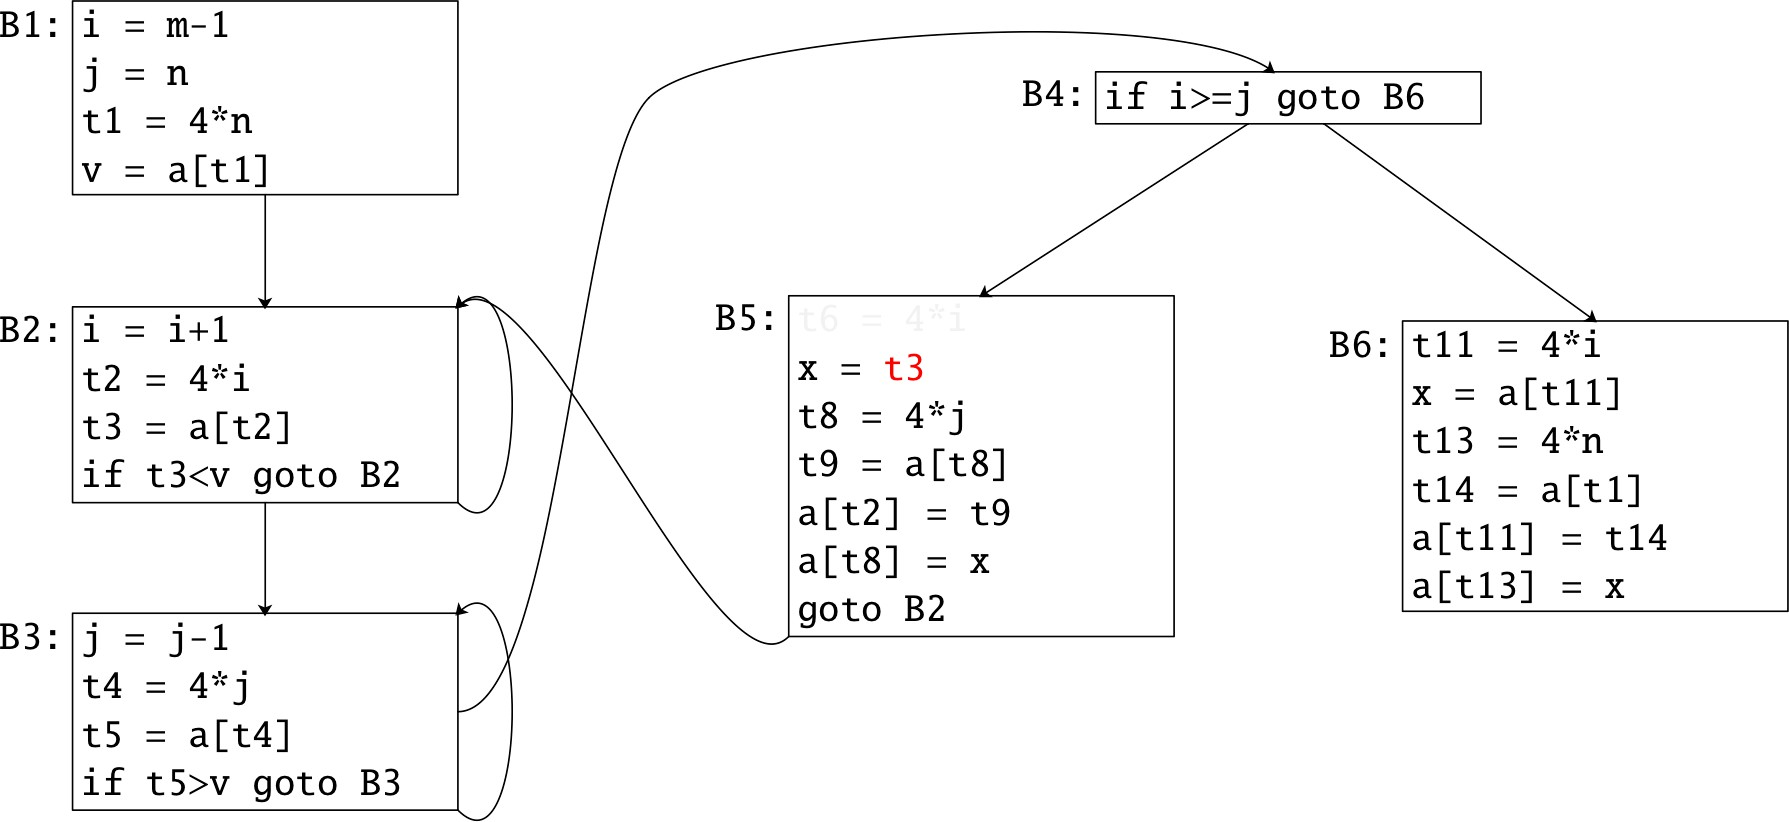 B1:
i = m-1
j = n
t1 = 4*n
v = a[t1]
B2:
i = i+1
t2 = 4*i
t3 = a[t2]
if t3<v goto B2
B3:
j = j-1
t4 = 4*j
t5 = a[t4]
if t5>v goto B3
B4:
if i>=j goto B6
B5:
t6 = 4*i
x = t3
t8 = 4*j
t9 = a[t8]
a[t2] = t9
a[t8] = x
goto B2
B6:
t11 = 4*i
x = a[t11]
t13 = 4*n
t14 = a[t1]
a[t11] = t14
a[t13] = x